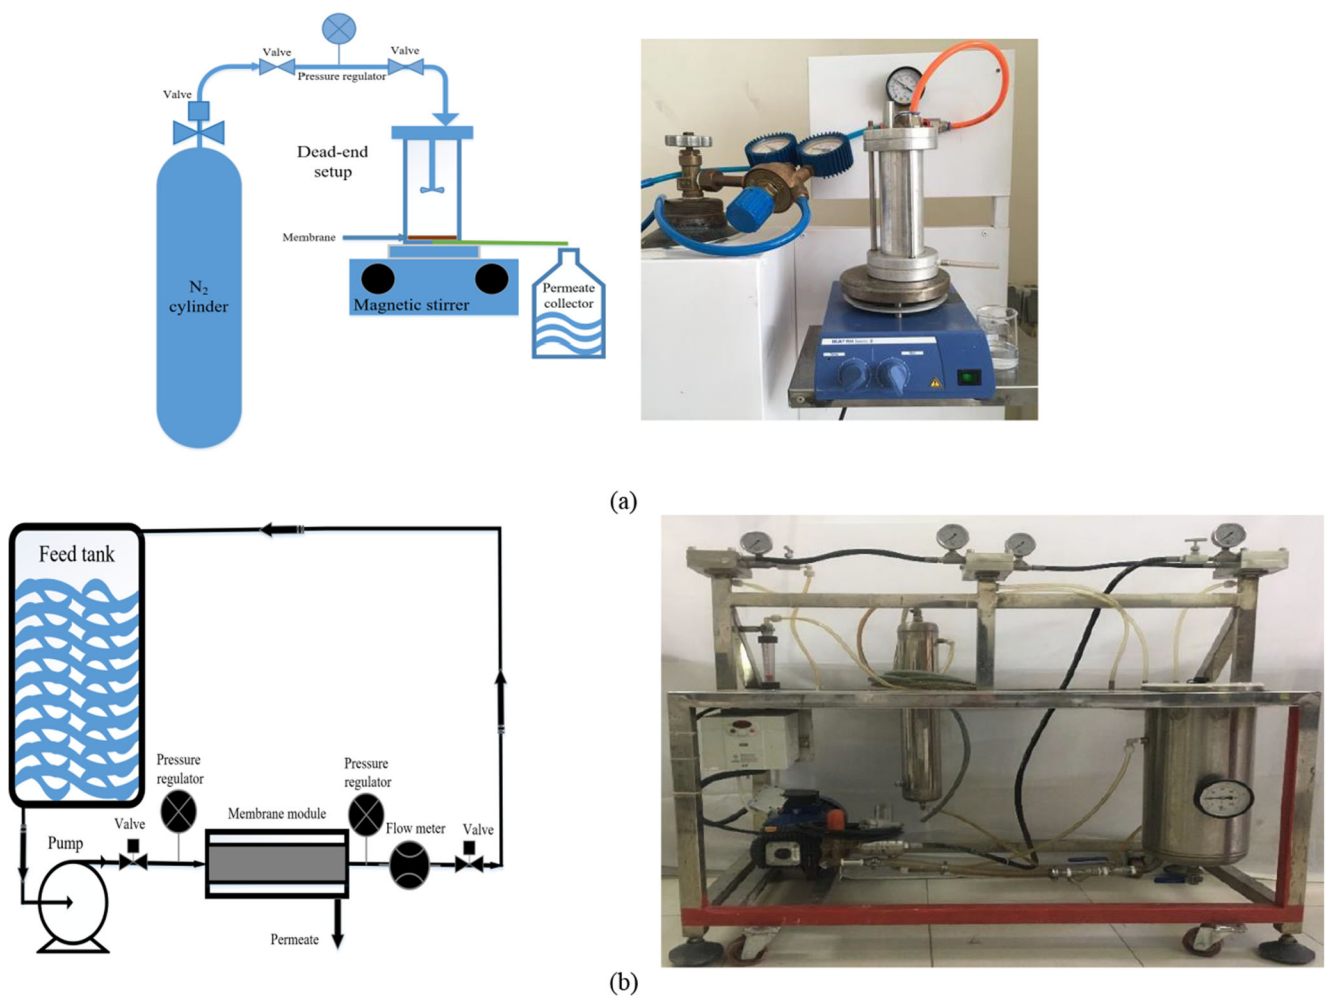 Valve
Valve
Pressure regulator
Valve
Dead-end
setup
Membrane
N₂
cylinder
Magnetic stirrer
Permeate
collector
(a)
Feed tank
Pressure
regulator
Pressure
regulator
Valve
Pump
Membrane module
Flow meter
Valve
Permeate
(b)